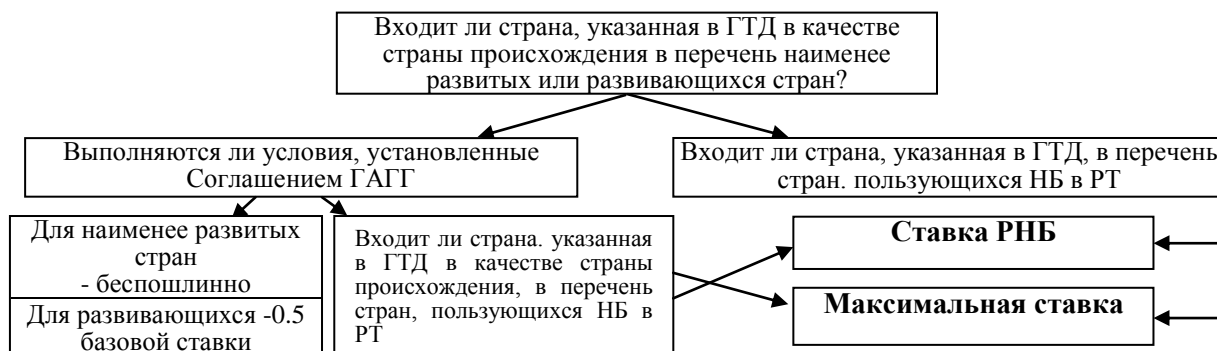 Входит ли страна, указанная в ГТД в качестве
страны происхождения в перечень наименее
развитых или развивающихся стран?
Выполняются ли условия, установленные
Соглашением ГАГГ
Входит ли страна, указанная в ГТД, в перечень
стран. пользующихся НБ в РТ
Для наименее развитых
стран
- беспошлинно
Для развивающихся -0.5
базовой ставки
Входит ли страна. указанная
в ГТД в качестве страны
происхождения, в перечень
стран, пользующихся НБ в
РТ
Ставка РНБ
Максимальная ставка